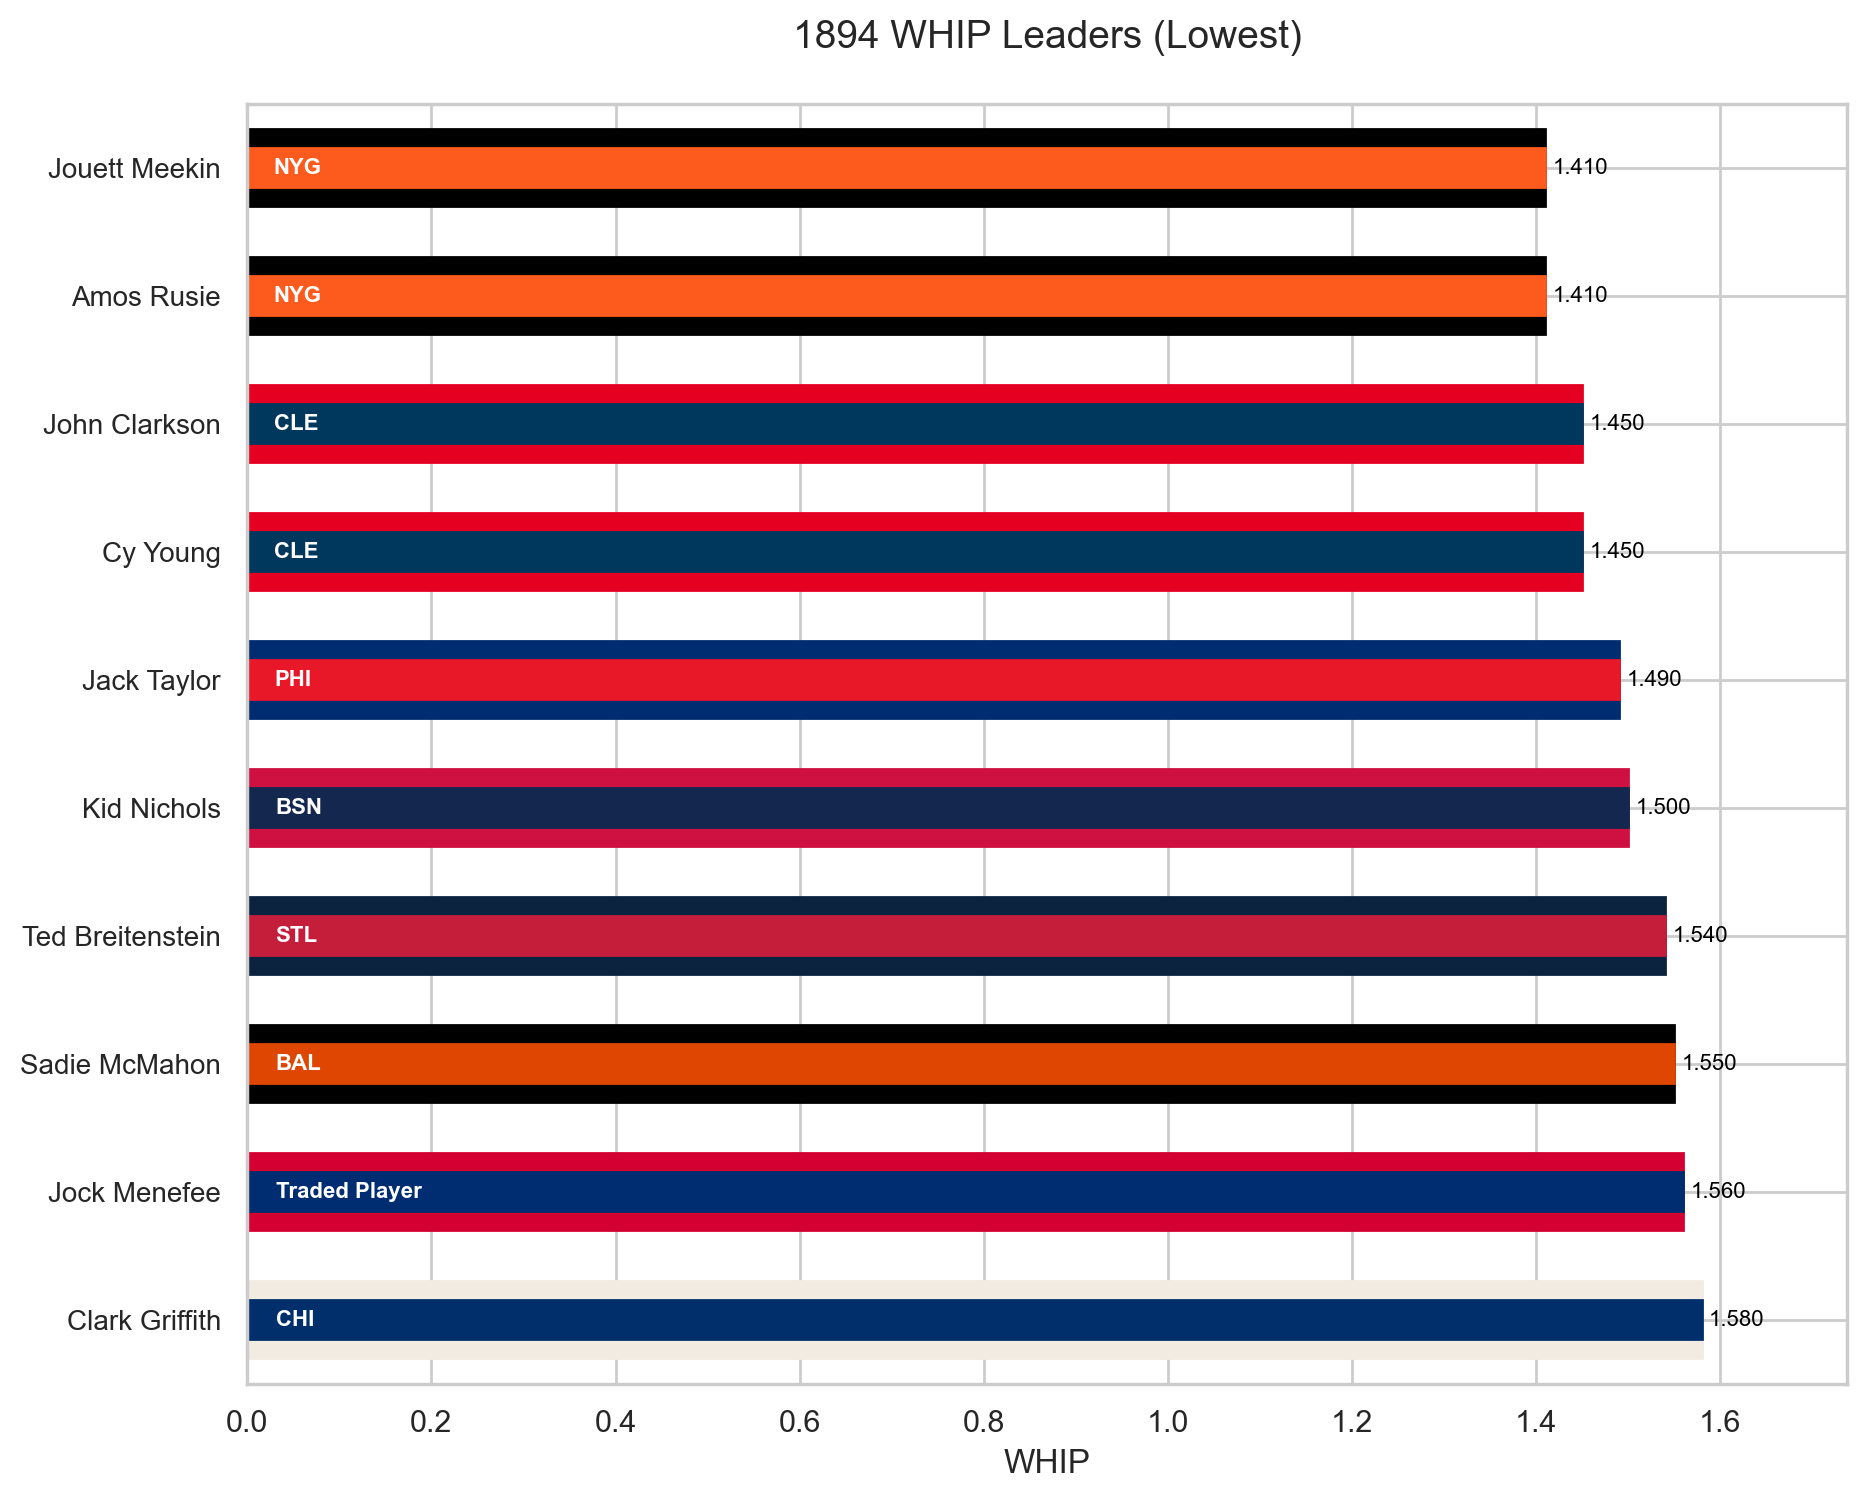 1894 WHIP Leaders (Lowest)
Jouett Meekin NYG 1.410
Amos Rusie NYG 1.410
John Clarkson CLE 1.450
Cy Young CLE 1.450
Jack Taylor PHI 1.490
Kid Nichols BSN 1.500
Ted Breitenstein STL 1.540
Sadie McMahon BAL 1.550
Jock Menefee Traded Player 1.560
Clark Griffith CHI 1.580
0.0 0.2 0.4 0.6 0.8 1.0 1.2 1.4 1.6
WHIP